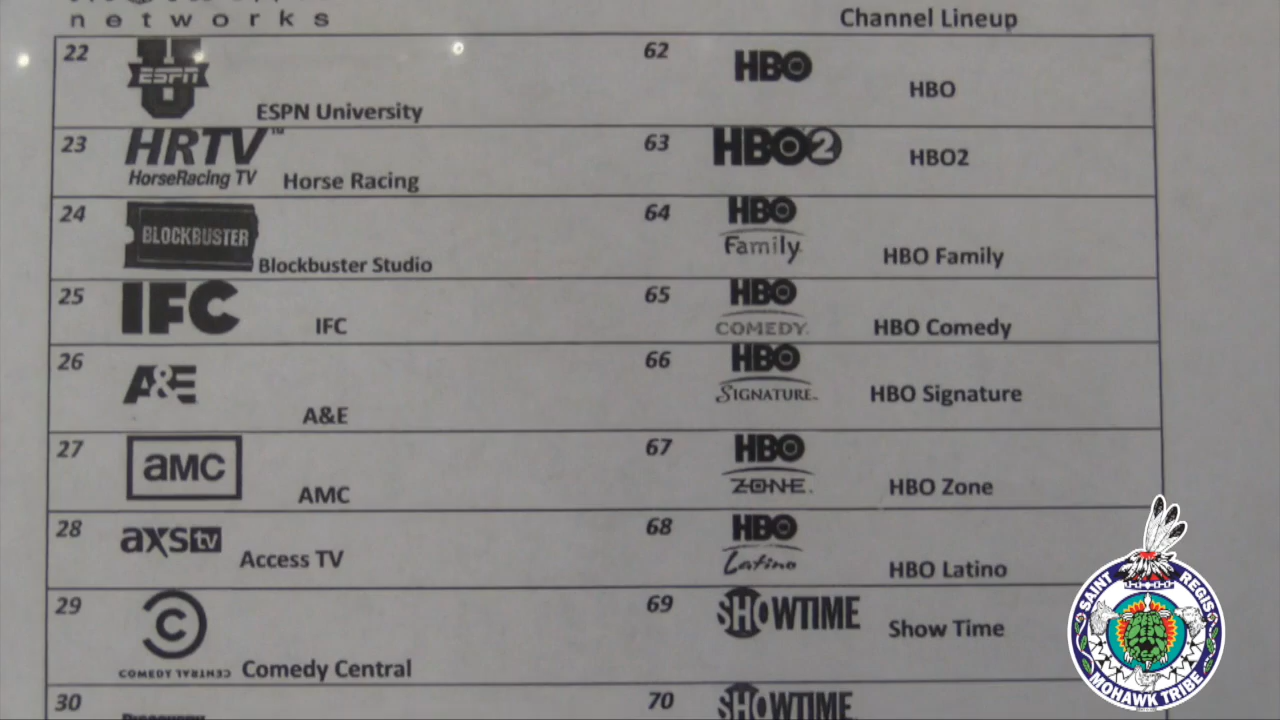 networks
Channel Lineup
22
ESPN
U
ESPN University
62
HBO
HBO
23
HRTV™
HorseRacing TV
Horse Racing
63
HBO2
HBO2
24
BLOCKBUSTER
Blockbuster Studio
64
HBO
Family
HBO Family
25
IFC
IFC
65
HBO
COMEDY
HBO Comedy
26
A&E
A&E
66
HBO
SIGNATURE
HBO Signature
27
aMC
AMC
67
HBO
ZONE
HBO Zone
28
axstv
Access TV
68
HBO
Latino
HBO Latino
29
COMEDY CENTRAL
Comedy Central
69
SHOWTIME
Show Time
30
70
SHOWTIME
SAINT REGIS
MOHAWK TRIBE